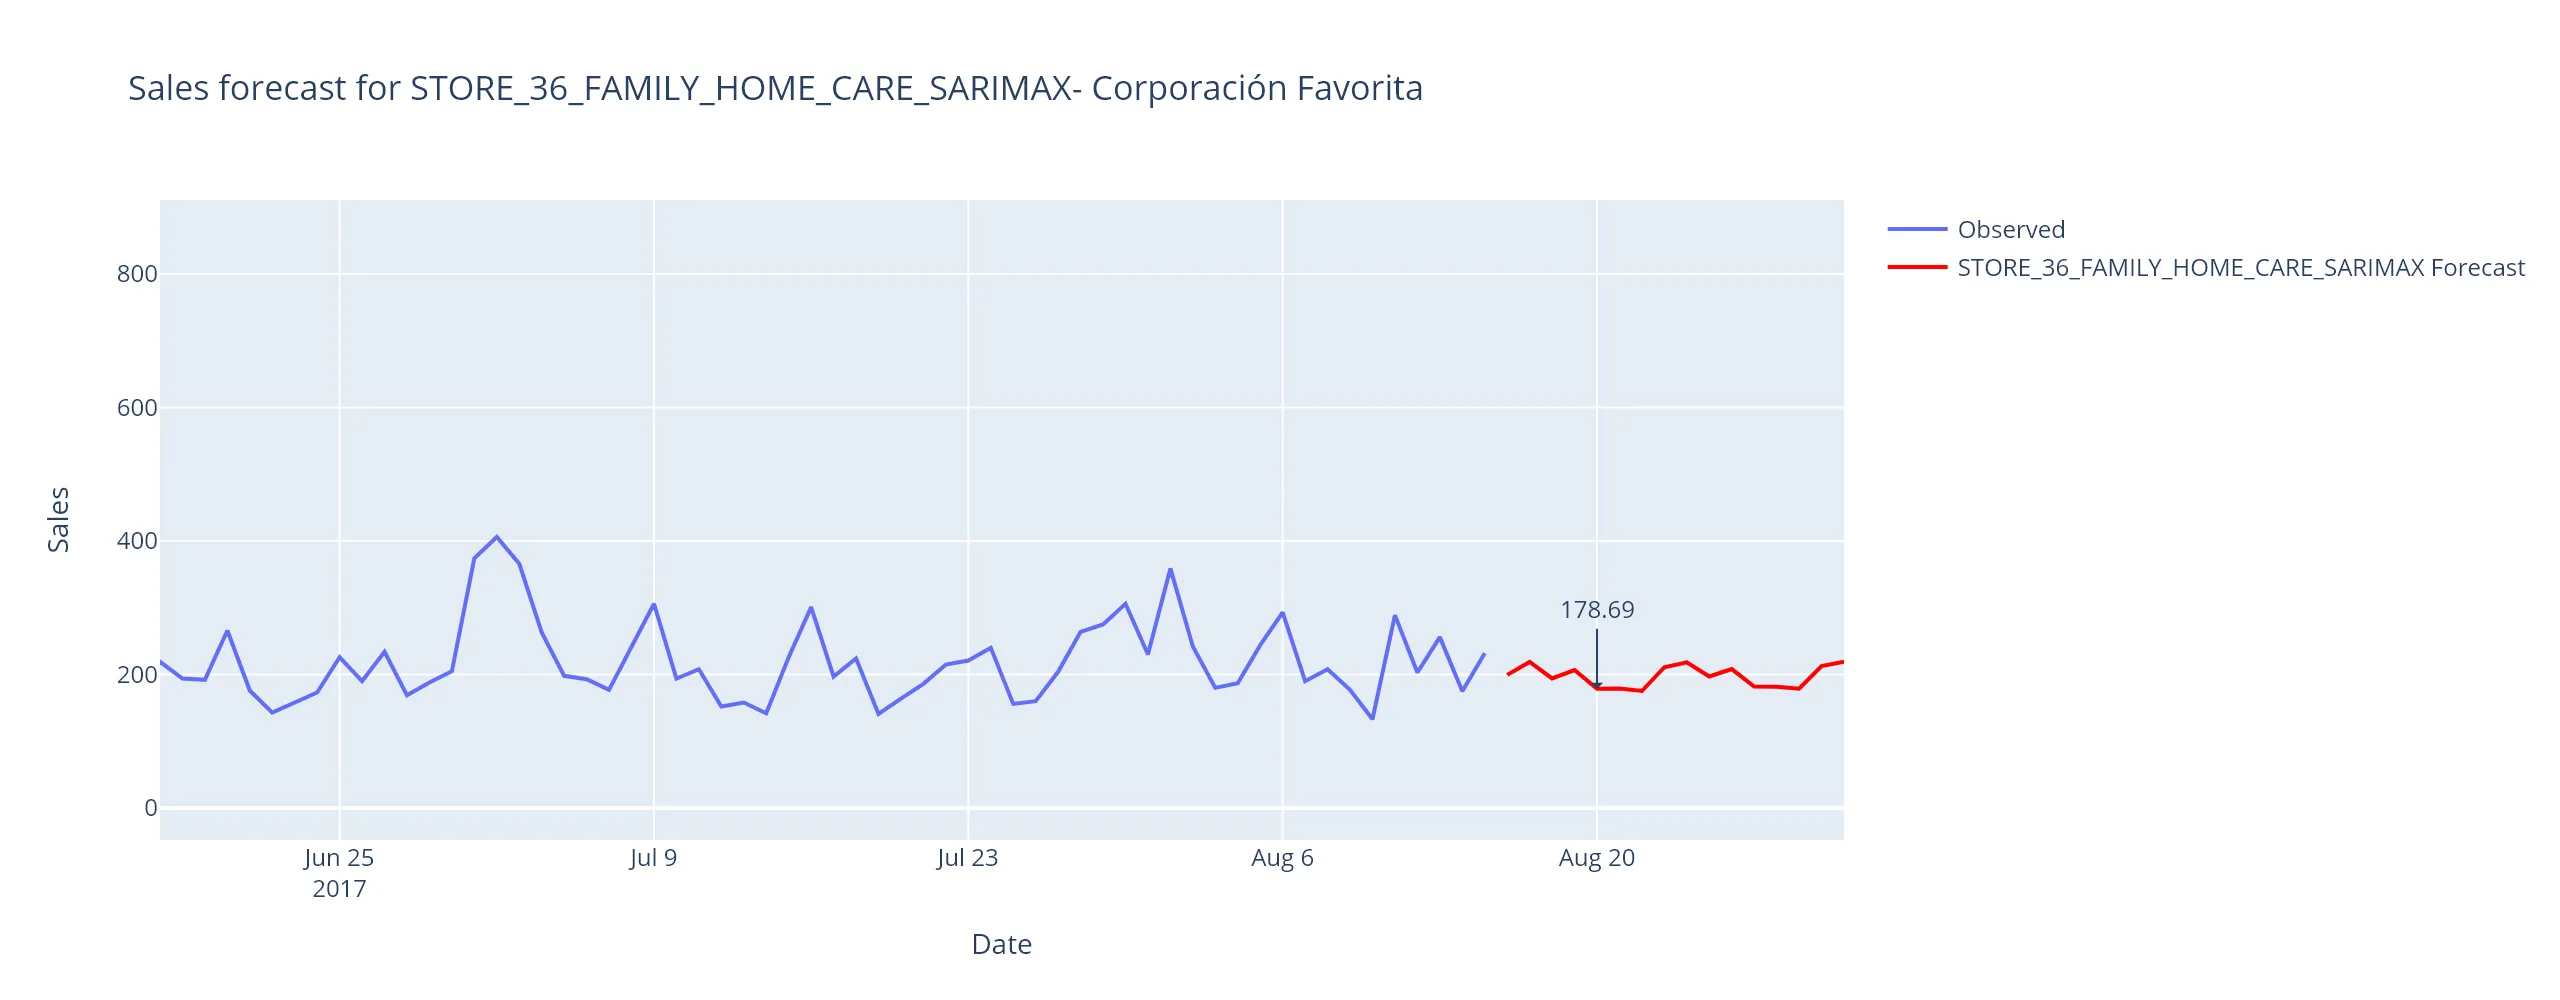 Sales forecast for STORE_36_FAMILY_HOME_CARE_SARIMAX- Corporación Favorita
Observed
STORE_36_FAMILY_HOME_CARE_SARIMAX Forecast
800
600
400
200
0
Sales
178.69
Jun 25
2017
Jul 9
Jul 23
Aug 6
Aug 20
Date